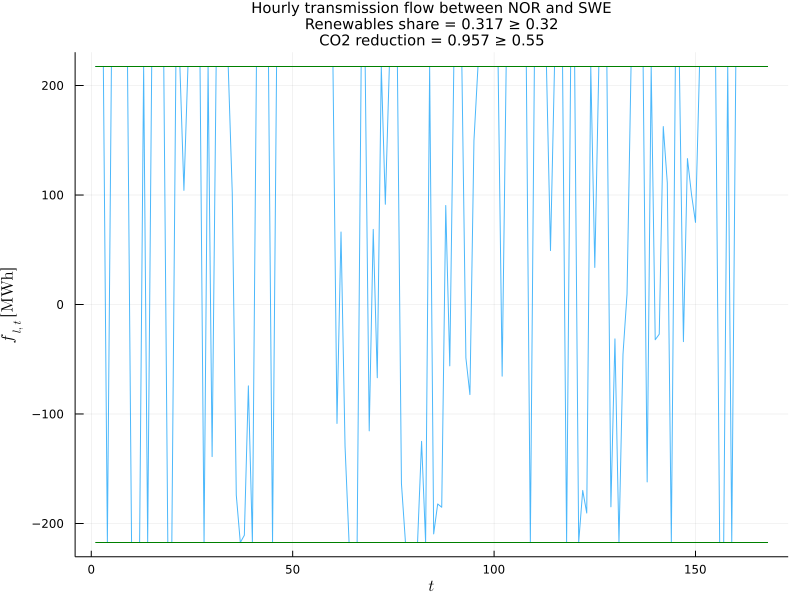 Hourly transmission flow between NOR and SWE
Renewables share = 0.317 ≥ 0.32
CO2 reduction = 0.957 ≥ 0.55
200
100
0
−100
−200
f l,t [MWh]
0
50
100
150
t